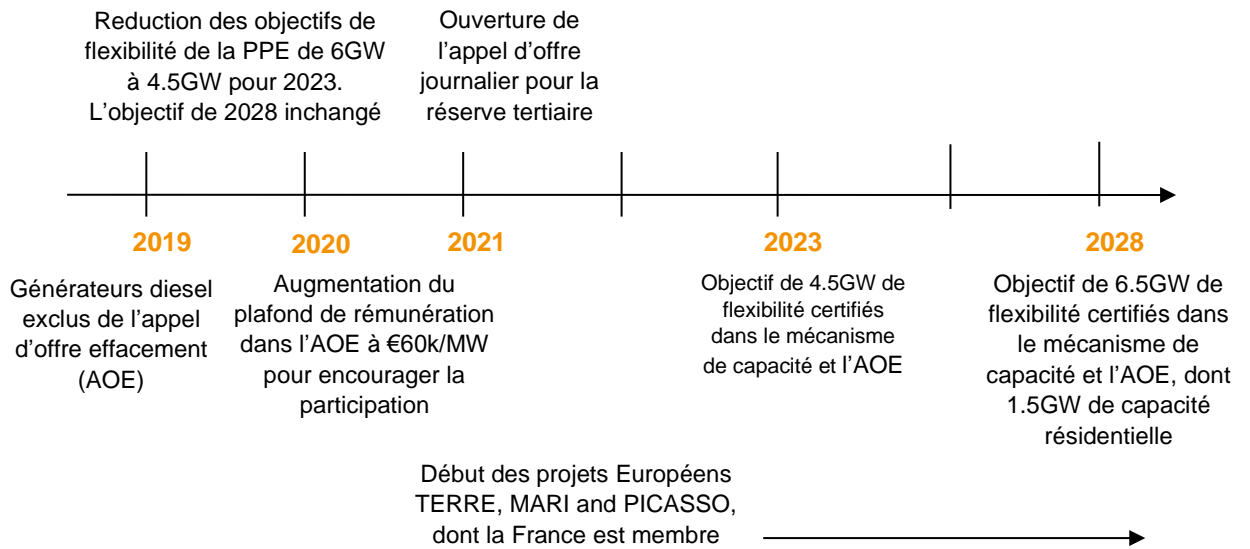 Reduction des objectifs de
flexibilité de la PPE de 6GW
à 4.5GW pour 2023.
L'objectif de 2028 inchangé
Ouverture de
l'appel d'offre
journalier pour la
réserve tertiaire
2019
2020
2021
2023
2028
Générateurs diesel
exclus de l'appel
d'offre effacement
(AOE)
Augmentation du
plafond de rémunération
dans l'AOE à €60k/MW
pour encourager la
participation
Objectif de 4.5GW de
flexibilité certifiés
dans le mécanisme
de capacité et l'AOE
Objectif de 6.5GW de
flexibilité certifiés dans
le mécanisme de
capacité et l'AOE, dont
1.5GW de capacité
résidentielle
Début des projets Européens
TERRE, MARI and PICASSO,
dont la France est membre